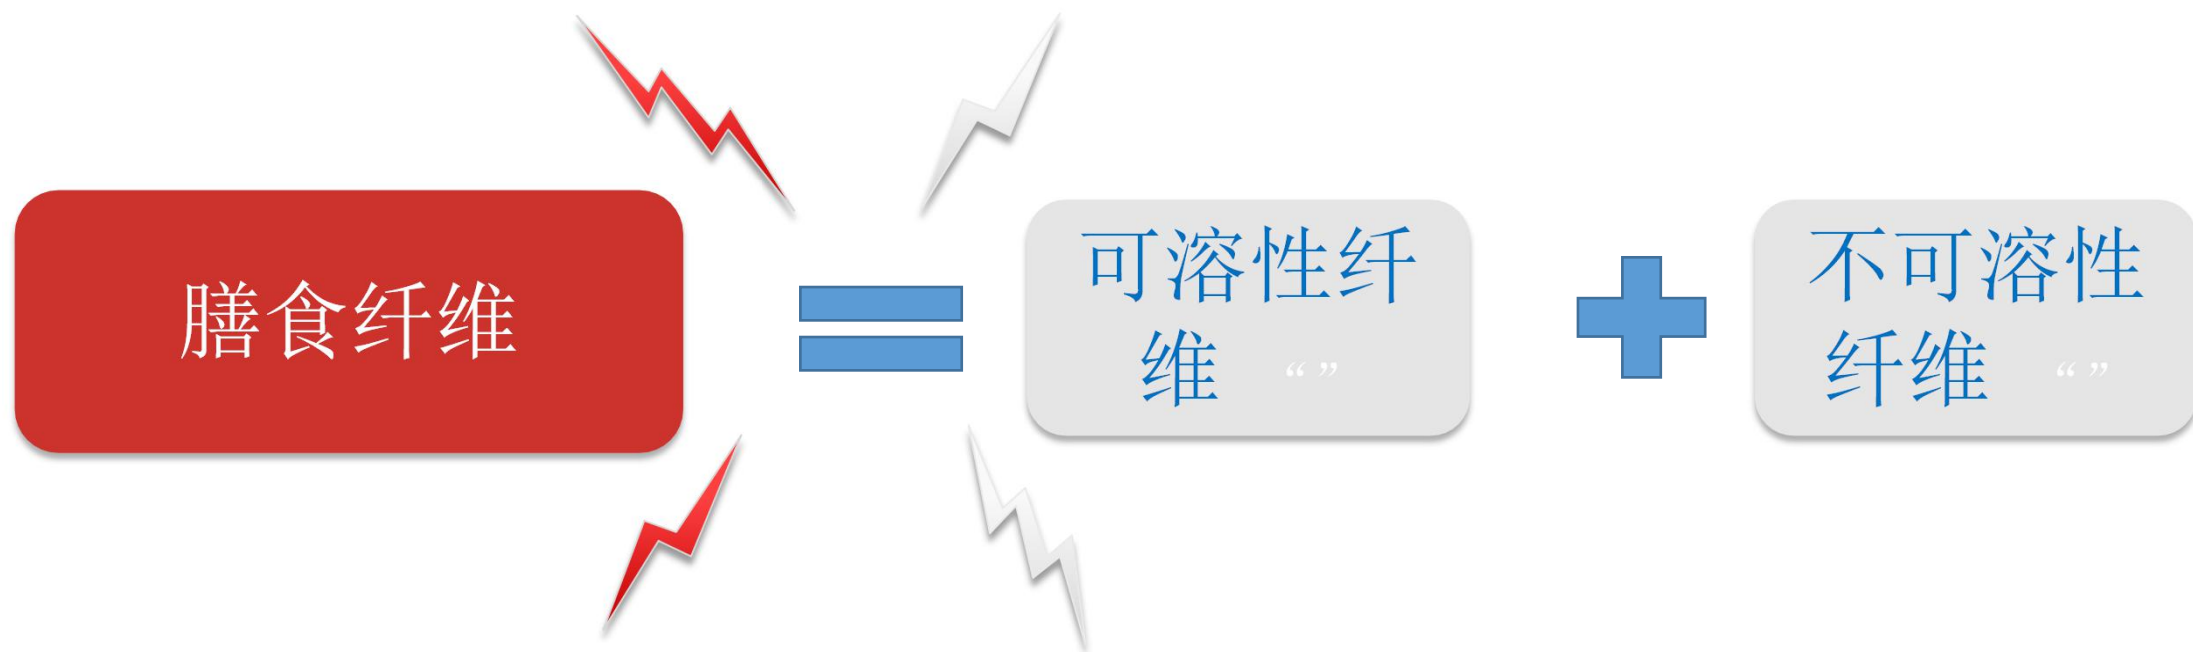 膳食纤维
可溶性纤
维 “ ”
不可溶性
纤维 “ ”